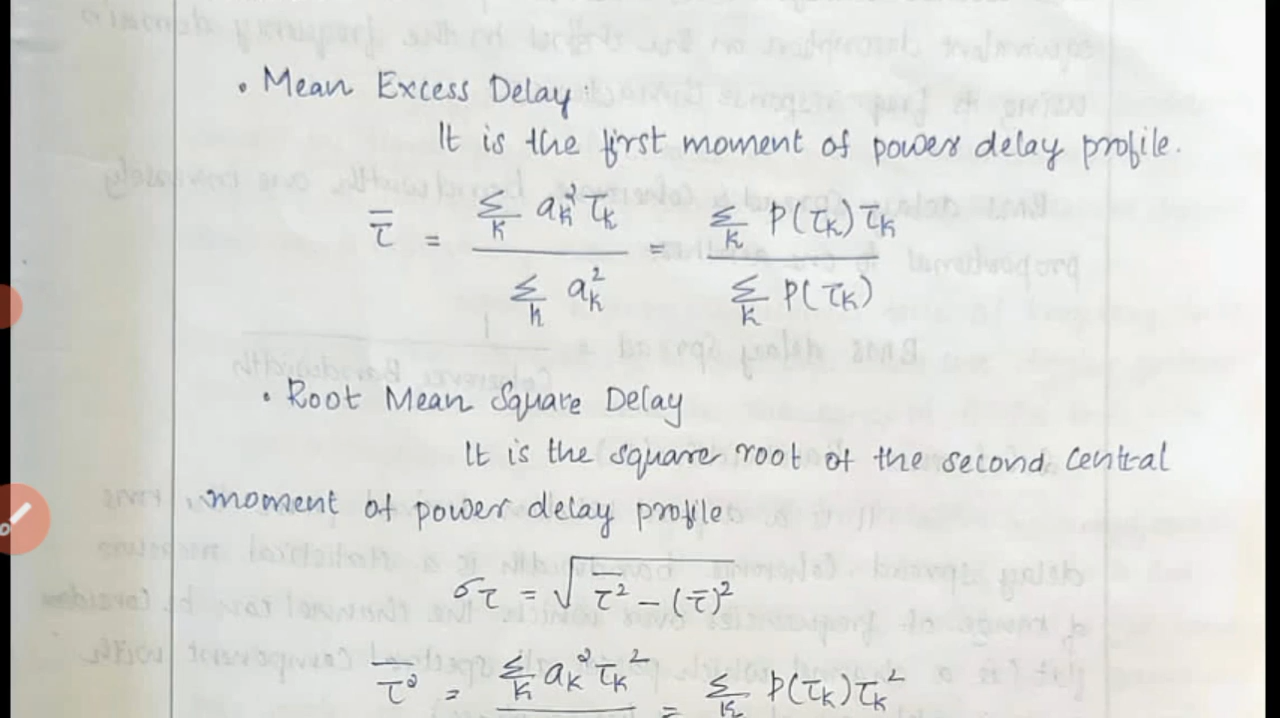 • Mean Excess Delay:
It is the first moment of power delay profile.
τ̅ = Σ_k a_k² τ_k / Σ_k a_k² = Σ_k P(τ_k) τ_k / Σ_k P(τ_k)
• Root Mean Square Delay
It is the square root of the second central
moment of power delay profile
σ_τ = √(τ̅² − (τ̅)²)
τ̅² = Σ_k a_k² τ_k² = Σ_k P(τ_k) τ_k²